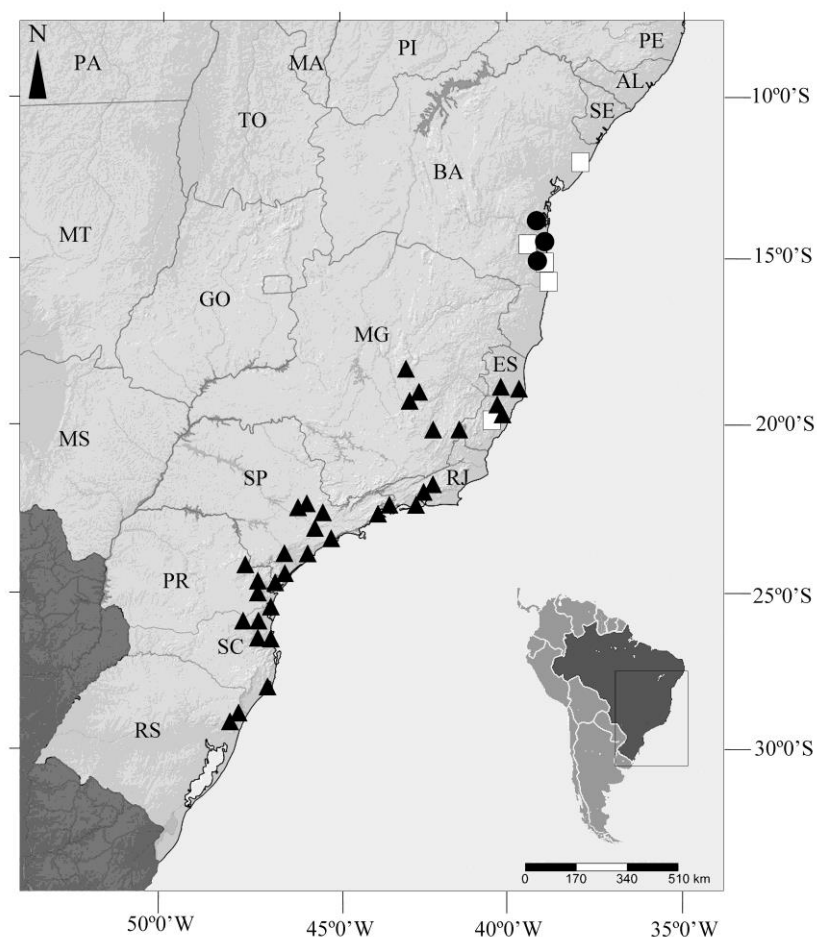 N
PA
MA
PI
PE
AL
SE
10º0’S
TO
BA
MT
15º0’S
GO
MG
ES
20º0’S
MS
SP
RJ
PR
25º0’S
SC
RS
30º0’S
0 170 340 510 km
50º0’W 45º0’W 40º0’W 35º0’W